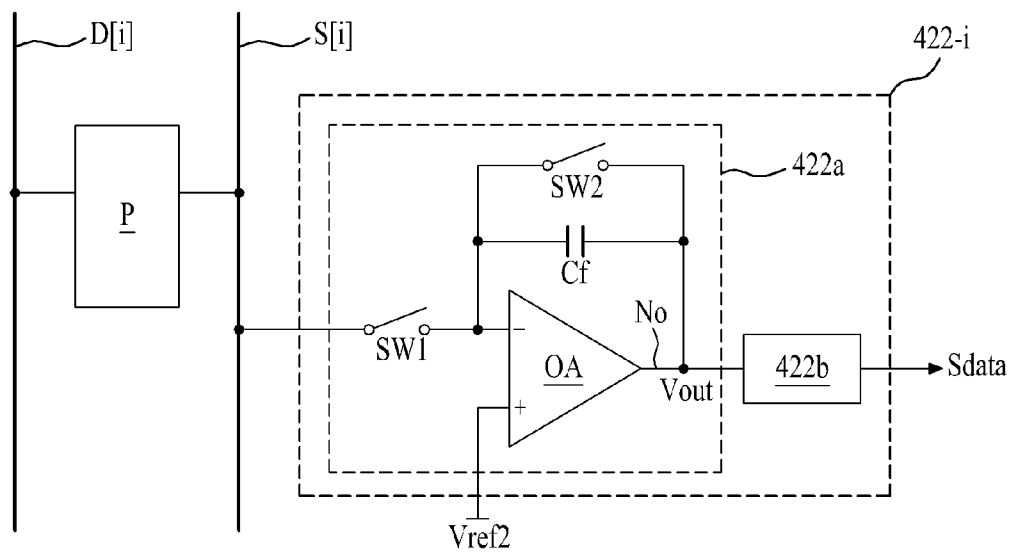 D[i]
S[i]
422-i
422a
SW2
P
Cf
SW1
−
No
OA
422b
Sdata
Vout
+
Vref2